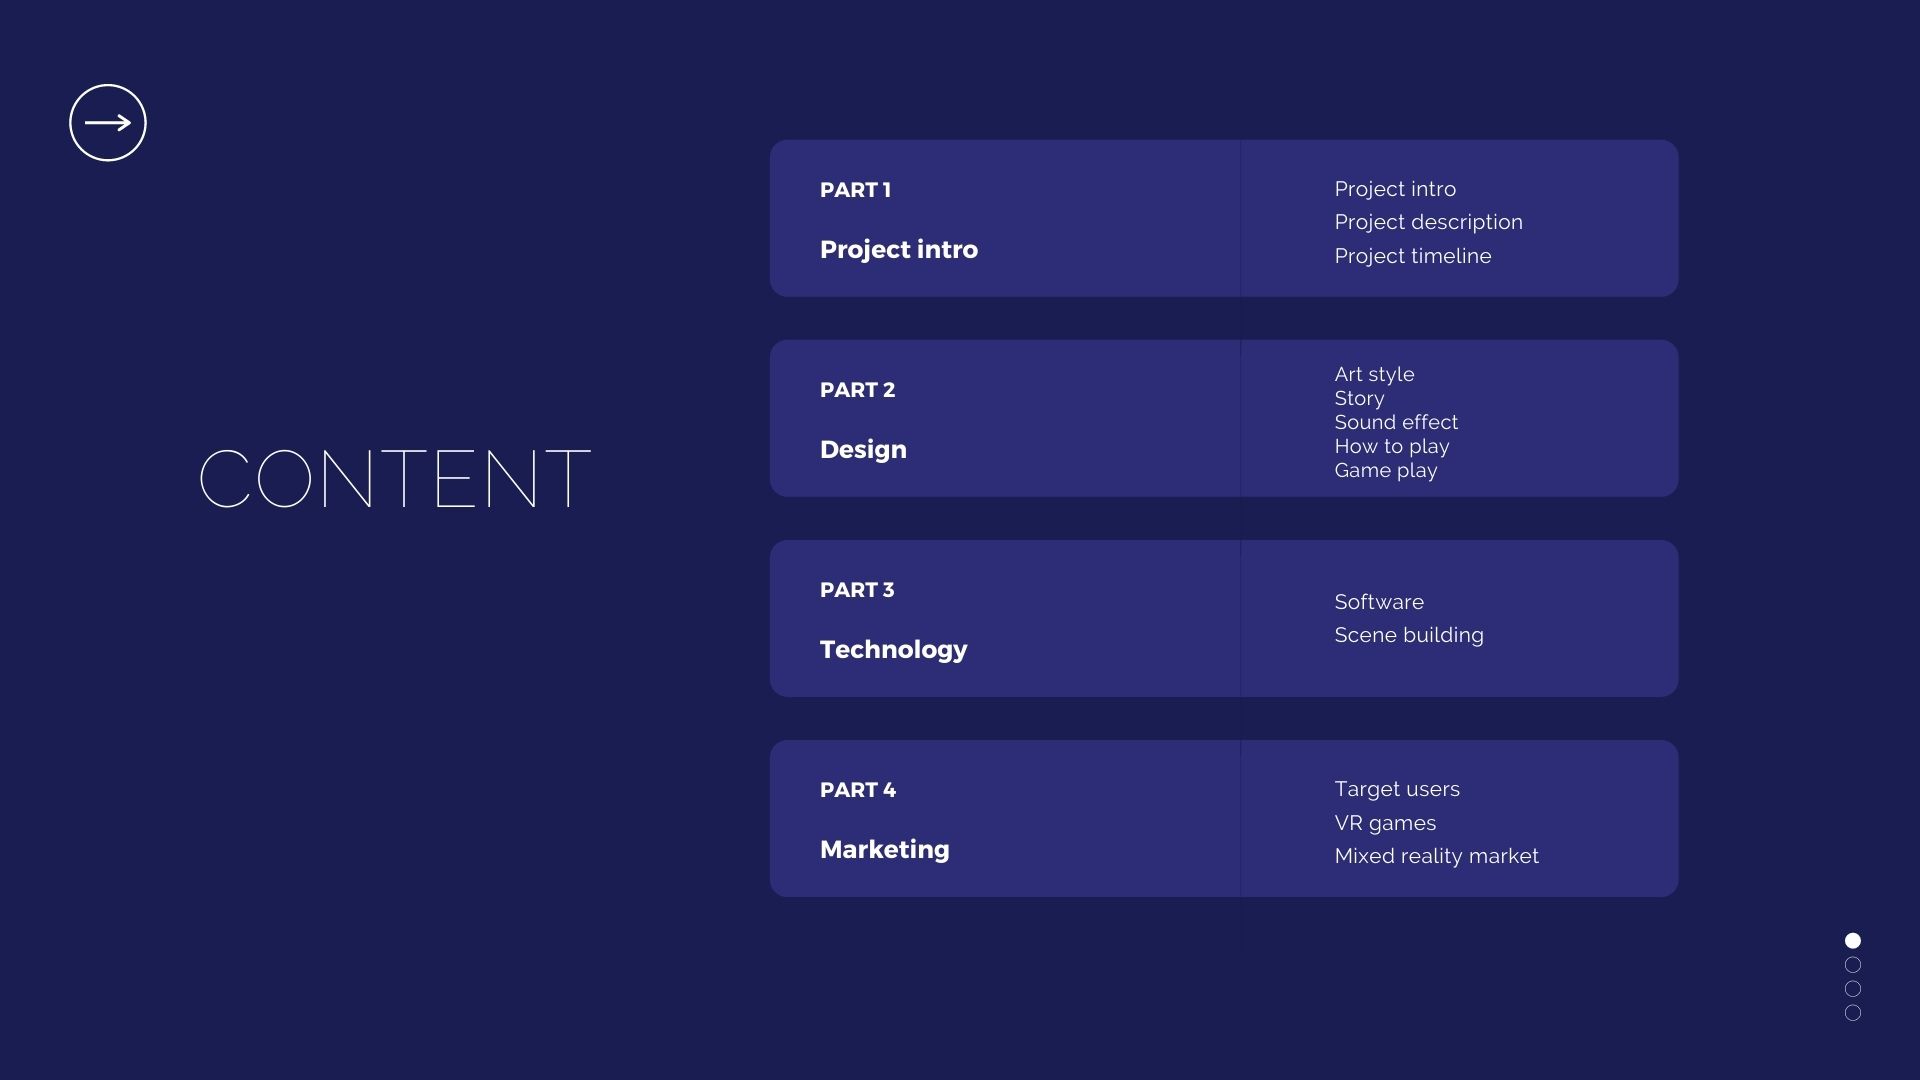 CONTENT
PART 1
Project intro
Project intro
Project description
Project timeline
PART 2
Design
Art style
Story
Sound effect
How to play
Game play
PART 3
Technology
Software
Scene building
PART 4
Marketing
Target users
VR games
Mixed reality market